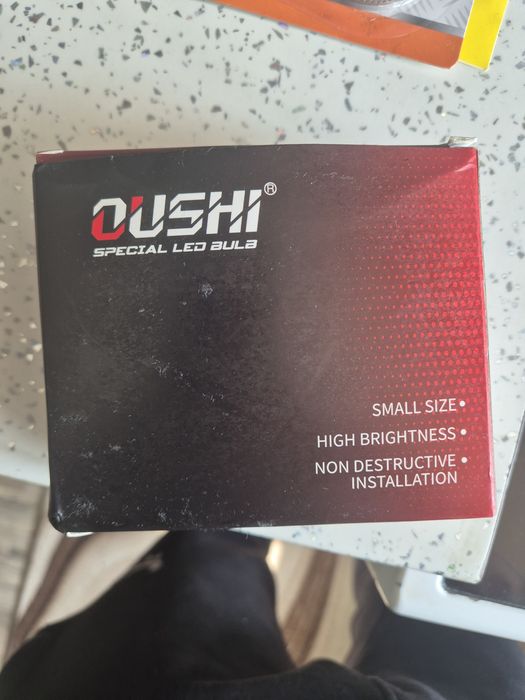 OUSHI®
SPECIAL LED BULB
SMALL SIZE •
HIGH BRIGHTNESS •
NON DESTRUCTIVE •
INSTALLATION